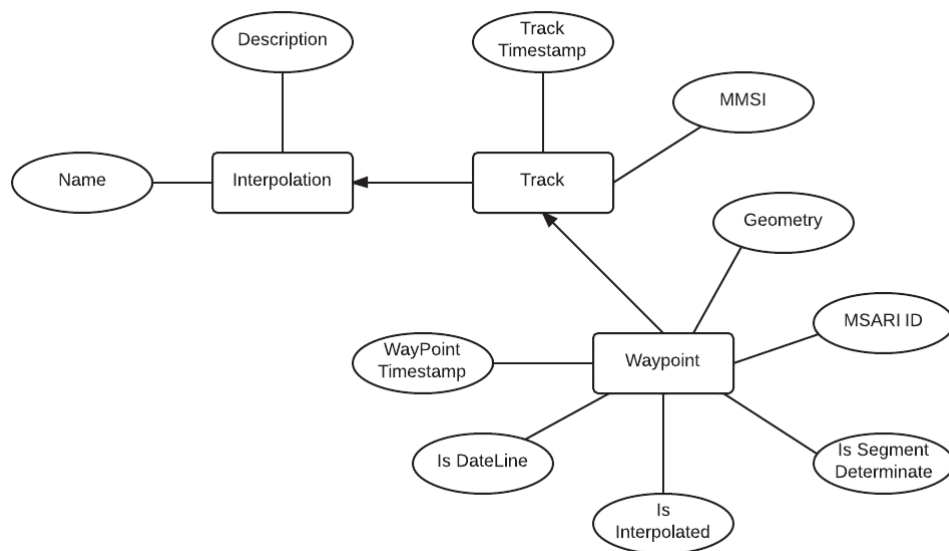 Description
Track
Timestamp
MMSI
Name
Interpolation
Track
Geometry
MSARI ID
WayPoint
Timestamp
Waypoint
Is DateLine
Is Segment
Determinate
Is
Interpolated